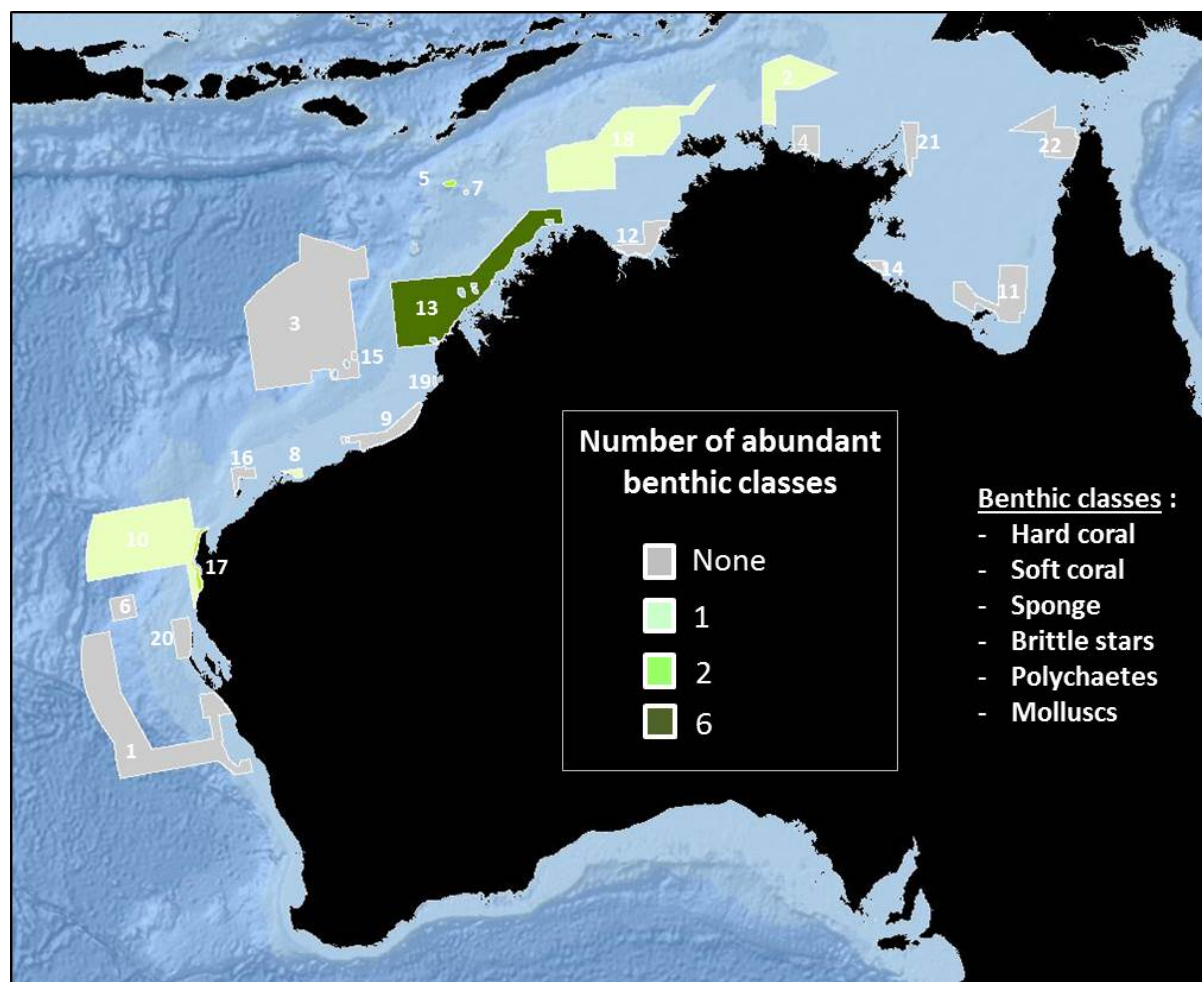 2
18
4
21
22
5
7
12
14
11
13
3
15
19
9
16
8
10
17
6
20
1
Number of abundant
benthic classes
None
1
2
6
Benthic classes :
- Hard coral
- Soft coral
- Sponge
- Brittle stars
- Polychaetes
- Molluscs